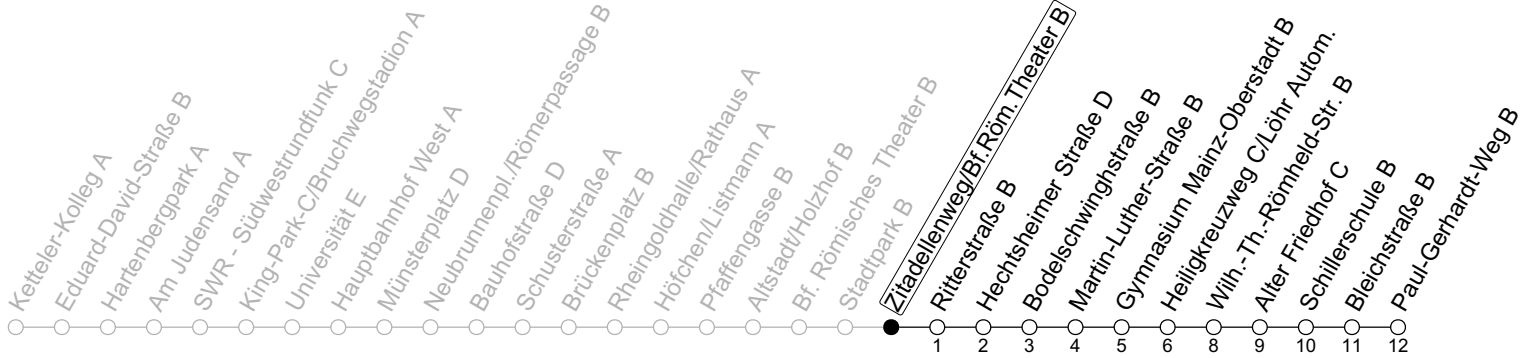 Ketteler-Kolleg A
Eduard-David-Straße B
Hartenbergpark A
Am Judensand A
SWR - Südwestrundfunk C
King-Park-C/Bruchwegstadion A
Universität E
Hauptbahnhof West A
Münsterplatz D
Neubrunnenpl./Römerpassage B
Bauhofstraße D
Schusterstraße A
Brückenplatz B
Rheingoldhalle/Rathaus A
Höfchen/Listmann A
Pfaffengasse B
Altstadt/Holzhof B
Bf. Römisches Theater B
Stadtpark B
Zitadellenweg/Bf.Röm.Theater B
Ritterstraße B
Hechtsheimer Straße D
Bodelschwinghstraße B
Martin-Luther-Straße B
Gymnasium Mainz-Oberstadt B
Heiligkreuzweg C/Löhr Autom.
Wilh.-Th.-Römheld-Str. B
Alter Friedhof C
Schillerschule B
Bleichstraße B
Paul-Gerhardt-Weg B
1 2 3 4 5 6 8 9 10 11 12